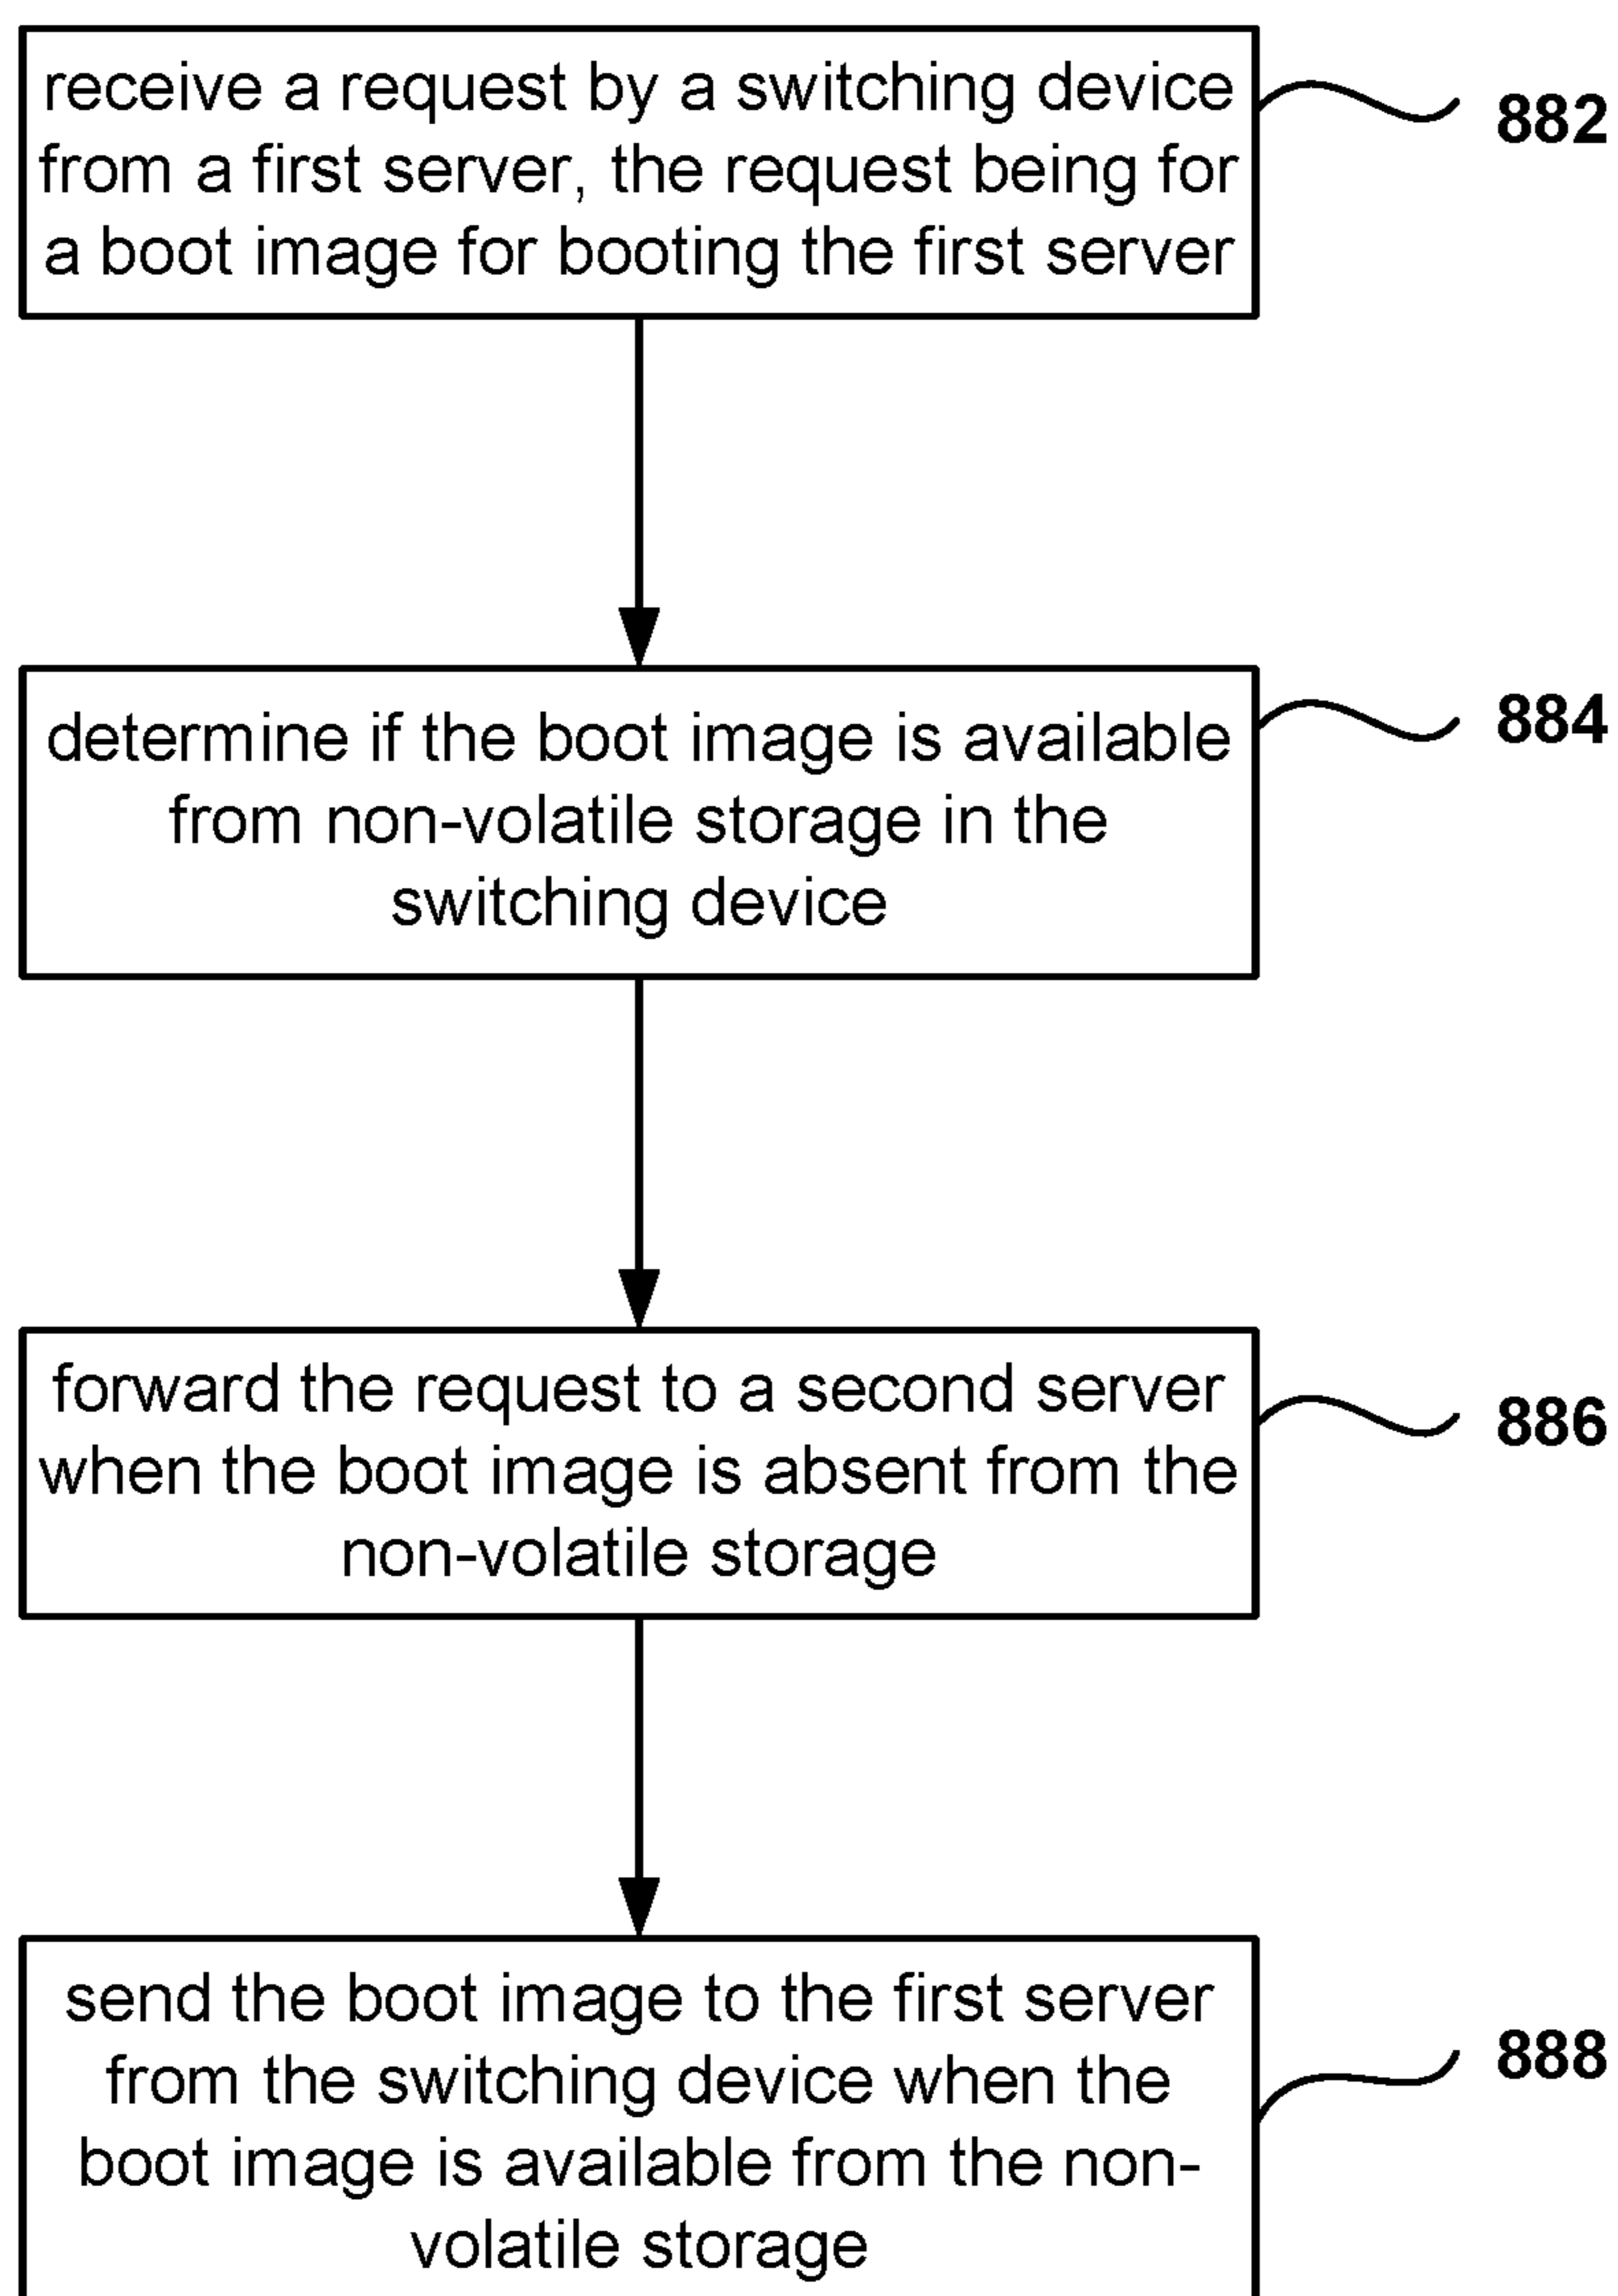 receive a request by a switching device
from a first server, the request being for
a boot image for booting the first server
882
determine if the boot image is available
from non-volatile storage in the
switching device
884
forward the request to a second server
when the boot image is absent from the
non-volatile storage
886
send the boot image to the first server
from the switching device when the
boot image is available from the non-
volatile storage
888